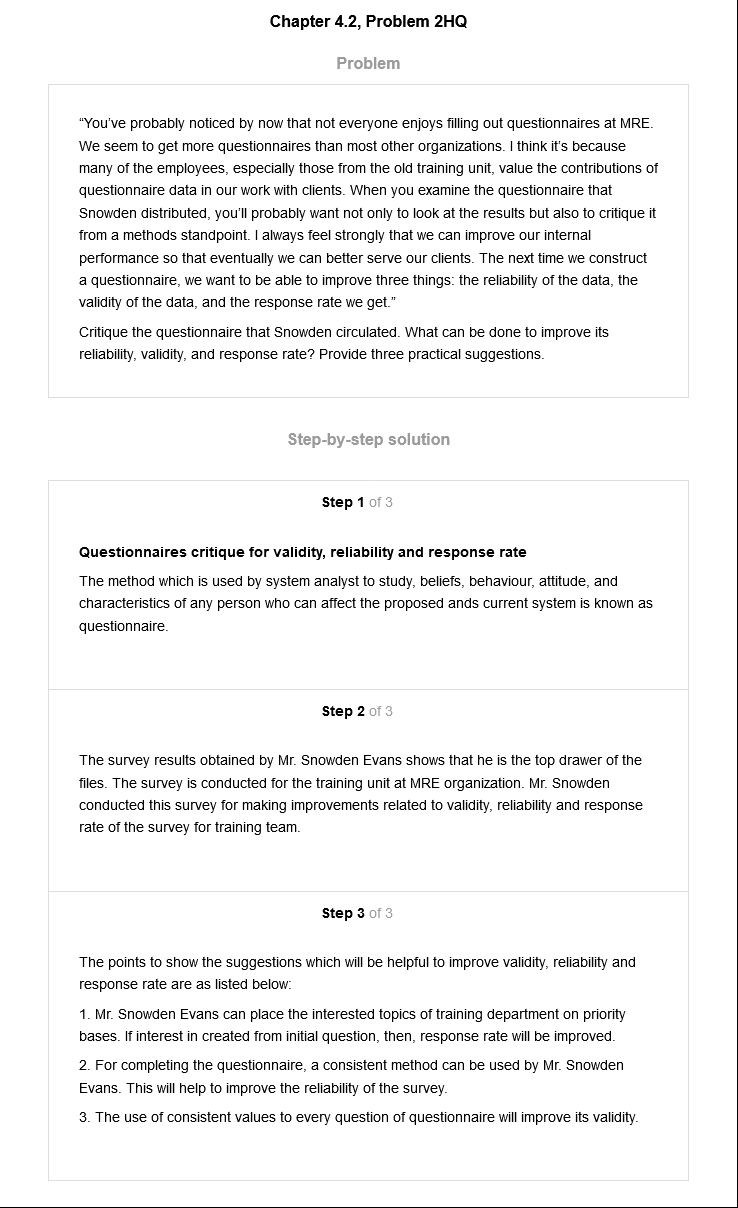 Chapter 4.2, Problem 2HQ
Problem
“You’ve probably noticed by now that not everyone enjoys filling out questionnaires at MRE.
We seem to get more questionnaires than most other organizations. I think it’s because
many of the employees, especially those from the old training unit, value the contributions of
questionnaire data in our work with clients. When you examine the questionnaire that
Snowden distributed, you’ll probably want not only to look at the results but also to critique it
from a methods standpoint. I always feel strongly that we can improve our internal
performance so that eventually we can better serve our clients. The next time we construct
a questionnaire, we want to be able to improve three things: the reliability of the data, the
validity of the data, and the response rate we get.”
Critique the questionnaire that Snowden circulated. What can be done to improve its
reliability, validity, and response rate? Provide three practical suggestions.
Step-by-step solution
Step 1 of 3
Questionnaires critique for validity, reliability and response rate
The method which is used by system analyst to study, beliefs, behaviour, attitude, and
characteristics of any person who can affect the proposed ands current system is known as
questionnaire.
Step 2 of 3
The survey results obtained by Mr. Snowden Evans shows that he is the top drawer of the
files. The survey is conducted for the training unit at MRE organization. Mr. Snowden
conducted this survey for making improvements related to validity, reliability and response
rate of the survey for training team.
Step 3 of 3
The points to show the suggestions which will be helpful to improve validity, reliability and
response rate are as listed below:
1. Mr. Snowden Evans can place the interested topics of training department on priority
bases. If interest in created from initial question, then, response rate will be improved.
2. For completing the questionnaire, a consistent method can be used by Mr. Snowden
Evans. This will help to improve the reliability of the survey.
3. The use of consistent values to every question of questionnaire will improve its validity.